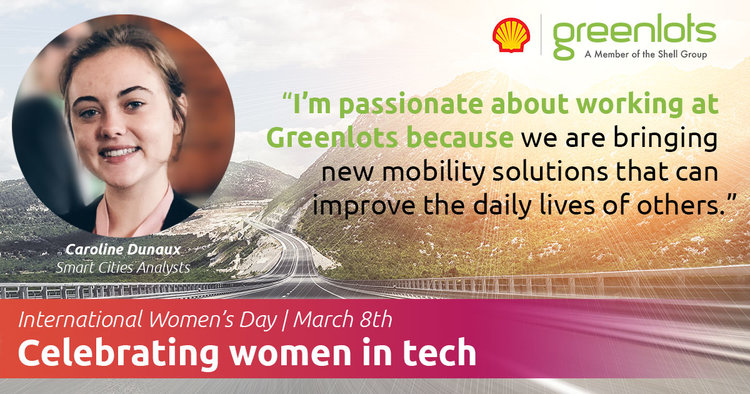 greenlots
A Member of the Shell Group
“I’m passionate about working at
Greenlots because we are bringing
new mobility solutions that can
improve the daily lives of others.”
Caroline Dunaux
Smart Cities Analysts
International Women’s Day | March 8th
Celebrating women in tech